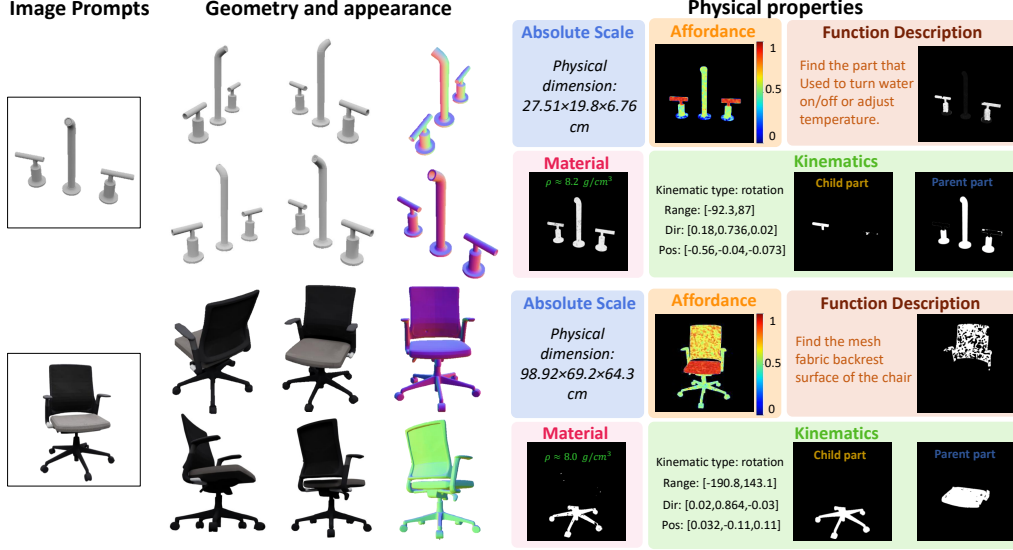 Image Prompts
Geometry and appearance
Physical properties
Absolute Scale
Physical
dimension:
27.51×19.8×6.76
cm
Affordance
1
0.5
0
Function Description
Find the part that
Used to turn water
on/off or adjust
temperature.
Material
ρ ≈ 8.2 g/cm³
Kinematics
Kinematic type: rotation
Range: [-92.3,87]
Dir: [0.18,0.736,0.02]
Pos: [-0.56,-0.04,-0.073]
Child part
Parent part
Absolute Scale
Physical
dimension:
98.92×69.2×64.3
cm
Affordance
1
0.5
0
Function Description
Find the mesh
fabric backrest
surface of the chair
Material
ρ ≈ 8.0 g/cm³
Kinematics
Kinematic type: rotation
Range: [-190.8,143.1]
Dir: [0.02,0.864,-0.03]
Pos: [0.032,-0.11,0.11]
Child part
Parent part